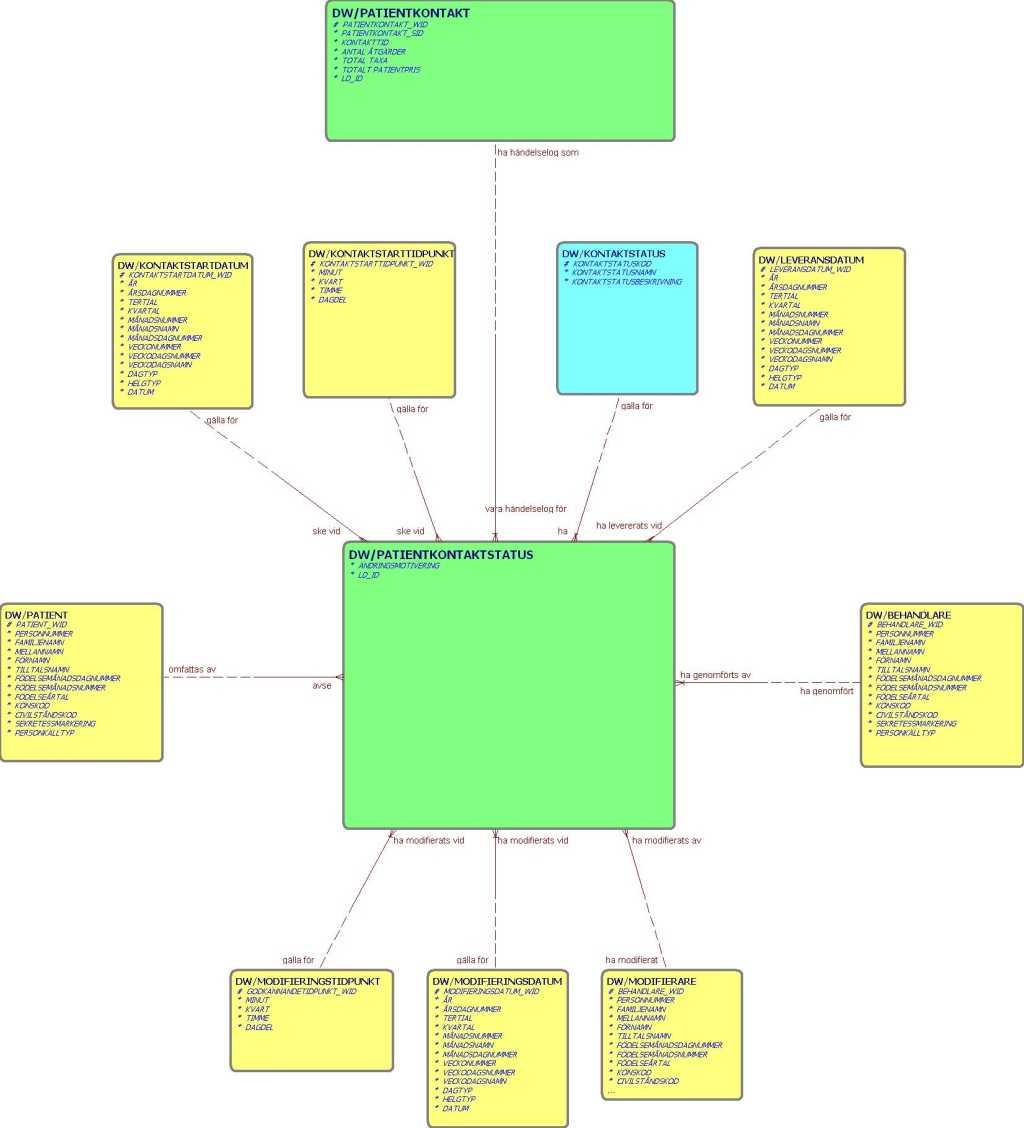 DW/PATIENTKONTAKT
# PATIENTKONTAKT_WID
* PATIENTKONTAKT_SID
* KONTAKTTID
* ANTAL ÅTGÄRDER
* TOTAL TAXA
* TOTALT PATIENTPRIS
* LD_ID
ha händelselog som
DW/KONTAKTSTARTDATUM
# KONTAKTSTARTDATUM_WID
* ÅR
* ÅRSDAGNUMMER
* TERTIAL
* KVARTAL
* MÅNADSNUMMER
* MÅNADSNAMN
* MÅNADSDAGNUMMER
* VECKONUMMER
* VECKODAGSNUMMER
* VECKODAGSNAMN
* DAGTYP
* HELGTYP
* DATUM
gälla för
DW/KONTAKTSTARTTIDPUNKT
# KONTAKTSTARTTIDPUNKT_WID
* MINUT
* KVART
* TIMME
* DAGDEL
gälla för
DW/KONTAKTSTATUS
# KONTAKTSTATUSKOD
* KONTAKTSTATUSNAMN
* KONTAKTSTATUSBESKRIVNING
gälla för
DW/LEVERANSDATUM
# LEVERANSDATUM_WID
* ÅR
* ÅRSDAGNUMMER
* TERTIAL
* KVARTAL
* MÅNADSNUMMER
* MÅNADSNAMN
* MÅNADSDAGNUMMER
* VECKONUMMER
* VECKODAGSNUMMER
* VECKODAGSNAMN
* DAGTYP
* HELGTYP
* DATUM
gälla för
ske vid
ske vid
vara händelselog för
ha
ha levererats vid
DW/PATIENTKONTAKTSTATUS
* ÄNDRINGSMOTIVERING
* LD_ID
DW/PATIENT
# PATIENT_WID
* PERSONNUMMER
* FAMILJENAMN
* MELLANNAMN
* FÖRNAMN
* TILLTALSNAMN
* FÖDELSEMÅNADSDAGNUMMER
* FÖDELSEMÅNADSNUMMER
* FÖDELSEÅRTAL
* KÖNSKOD
* CIVILSTÅNDSKOD
* SEKRETESSMARKERING
* PERSONKÄLLTYP
omfattas av
avse
ha genomförts av
ha genomfört
DW/BEHANDLARE
# BEHANDLARE_WID
* PERSONNUMMER
* FAMILJENAMN
* MELLANNAMN
* FÖRNAMN
* TILLTALSNAMN
* FÖDELSEMÅNADSDAGNUMMER
* FÖDELSEMÅNADSNUMMER
* FÖDELSEÅRTAL
* KÖNSKOD
* CIVILSTÅNDSKOD
* SEKRETESSMARKERING
* PERSONKÄLLTYP
ha modifierats vid
ha modifierats vid
ha modifierats av
gälla för
gälla för
ha modifierat
DW/MODIFIERINGSTIDPUNKT
# GODKÄNNANDETIDPUNKT_WID
* MINUT
* KVART
* TIMME
* DAGDEL
DW/MODIFIERINGSDATUM
# MODIFIERINGSDATUM_WID
* ÅR
* ÅRSDAGNUMMER
* TERTIAL
* KVARTAL
* MÅNADSNUMMER
* MÅNADSNAMN
* MÅNADSDAGNUMMER
* VECKONUMMER
* VECKODAGSNUMMER
* VECKODAGSNAMN
* DAGTYP
* HELGTYP
* DATUM
DW/MODIFIERARE
# BEHANDLARE_WID
* PERSONNUMMER
* FAMILJENAMN
* MELLANNAMN
* FÖRNAMN
* TILLTALSNAMN
* FÖDELSEMÅNADSDAGNUMMER
* FÖDELSEMÅNADSNUMMER
* FÖDELSEÅRTAL
* KÖNSKOD
* CIVILSTÅNDSKOD
...